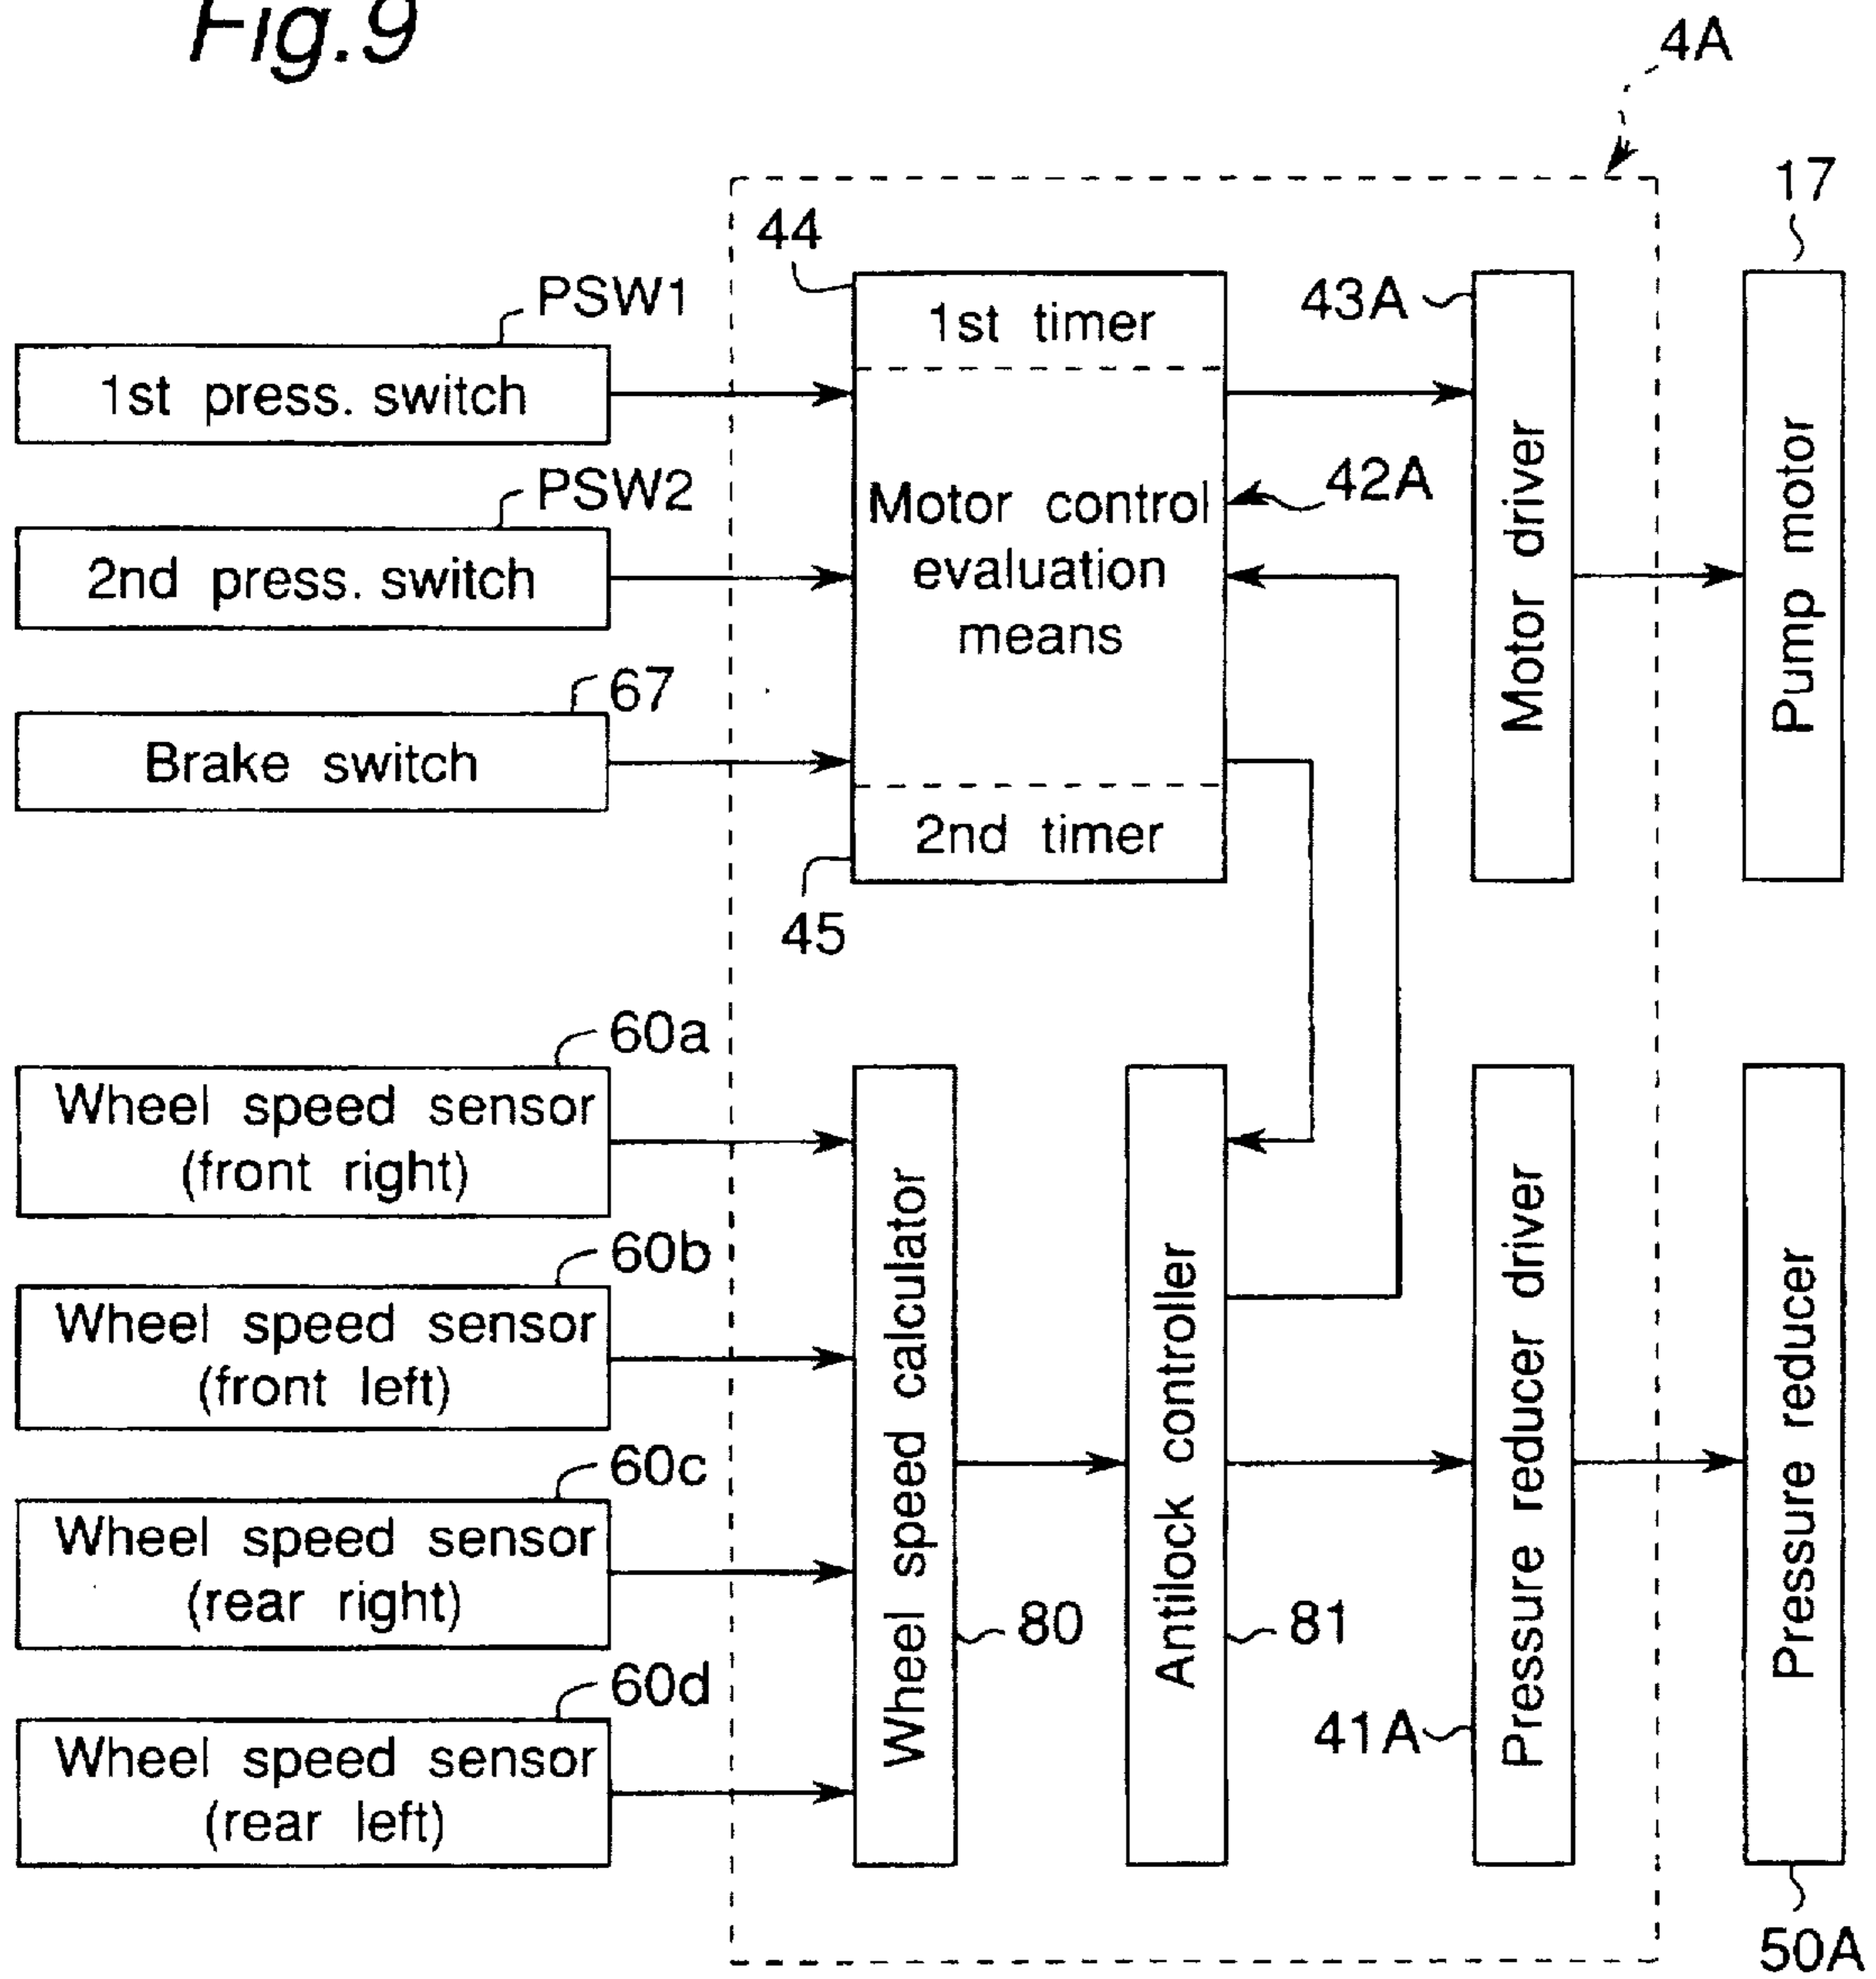 Fig.9
4A
17
44
PSW1
1st timer
43A
1st press. switch
PSW2
Motor control
evaluation
means
42A
2nd press. switch
Motor driver
Pump motor
67
Brake switch
2nd timer
45
60a
Wheel speed sensor
(front right)
60b
Wheel speed sensor
(front left)
60c
Wheel speed sensor
(rear right)
60d
Wheel speed sensor
(rear left)
Wheel speed calculator
80
Antilock controller
81
Pressure reducer driver
41A
Pressure reducer
50A